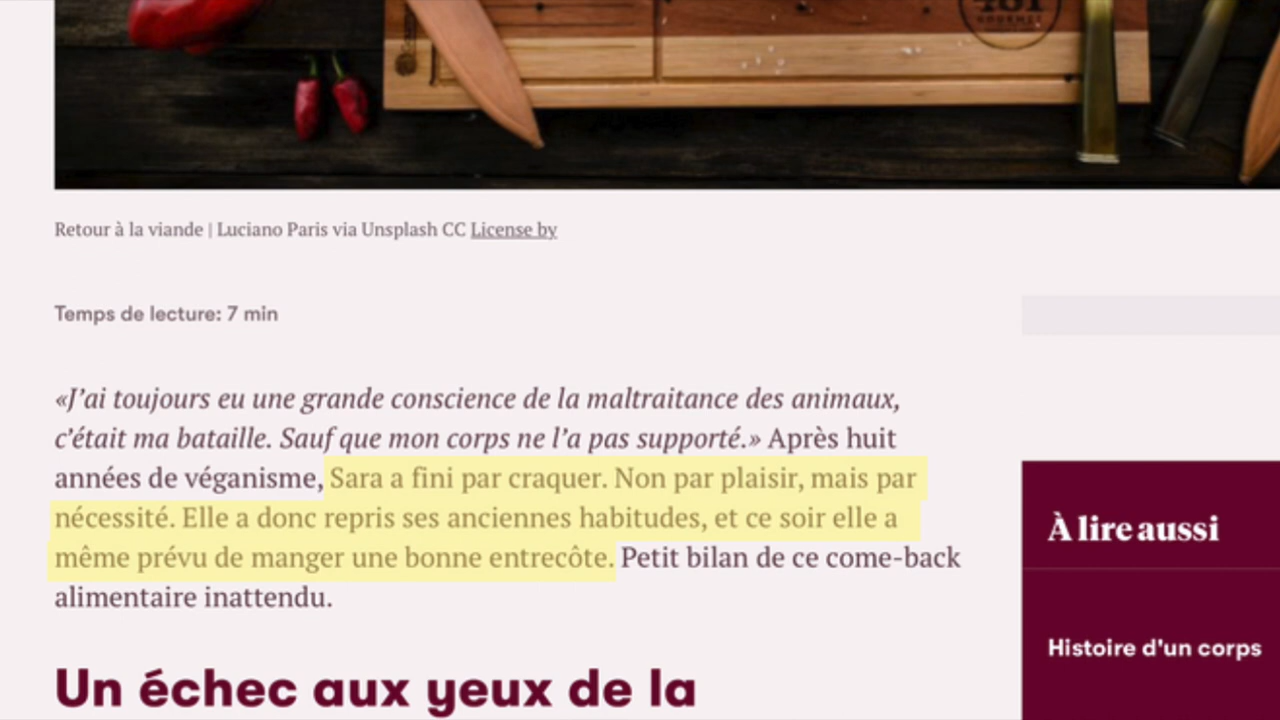 GOURMET
Retour à la viande | Luciano Paris via Unsplash CC License by
Temps de lecture: 7 min
«J'ai toujours eu une grande conscience de la maltraitance des animaux,
c'était ma bataille. Sauf que mon corps ne l'a pas supporté.» Après huit
années de véganisme, Sara a fini par craquer. Non par plaisir, mais par
nécessité. Elle a donc repris ses anciennes habitudes, et ce soir elle a
même prévu de manger une bonne entrecôte. Petit bilan de ce come-back
alimentaire inattendu.
À lire aussi
Histoire d'un corps
Un échec aux yeux de la